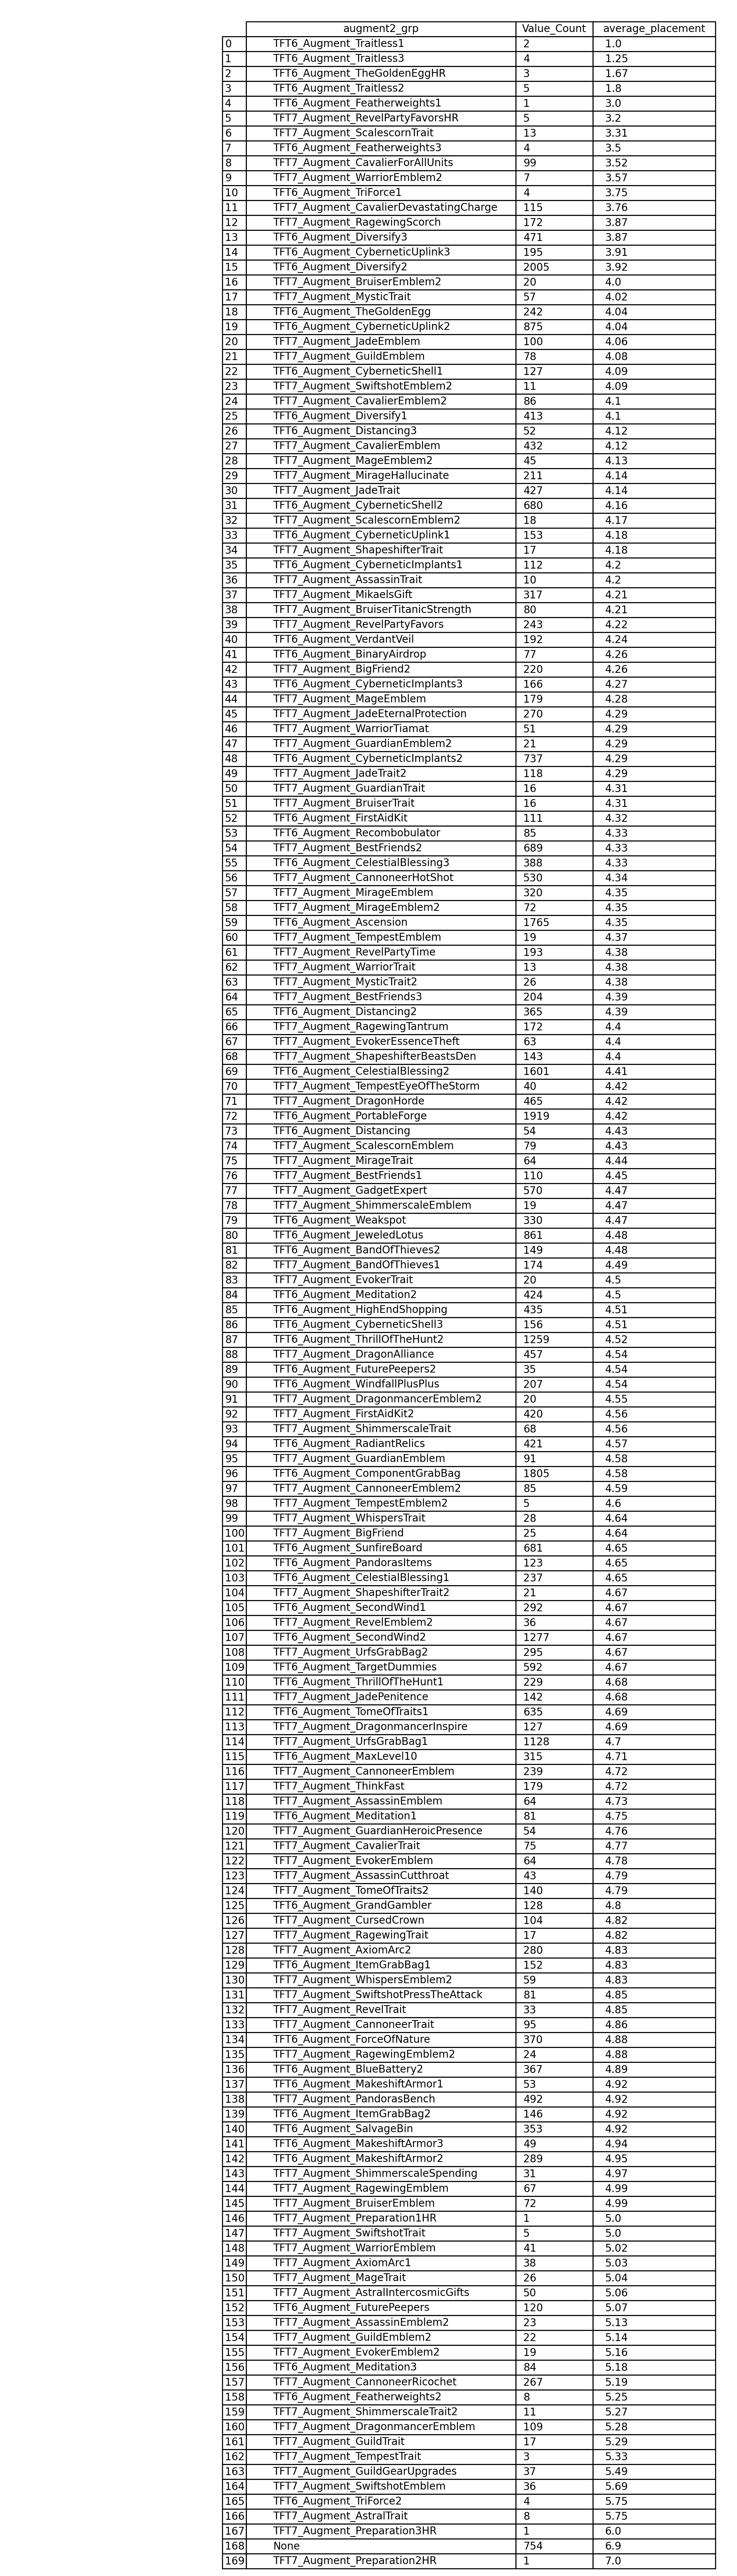 augment2_grp Value_Count average_placement
0 TFT6_Augment_Traitless1 2 1.0
1 TFT6_Augment_Traitless3 4 1.25
2 TFT6_Augment_TheGoldenEggHR 3 1.67
3 TFT6_Augment_Traitless2 5 1.8
4 TFT6_Augment_Featherweights1 1 3.0
5 TFT7_Augment_RevelPartyFavorsHR 5 3.2
6 TFT7_Augment_ScalescornTrait 13 3.31
7 TFT6_Augment_Featherweights3 4 3.5
8 TFT7_Augment_CavalierForAllUnits 99 3.52
9 TFT7_Augment_WarriorEmblem2 7 3.57
10 TFT6_Augment_TriForce1 4 3.75
11 TFT7_Augment_CavalierDevastatingCharge 115 3.76
12 TFT7_Augment_RagewingScorch 172 3.87
13 TFT6_Augment_Diversify3 471 3.87
14 TFT6_Augment_CyberneticUplink3 195 3.91
15 TFT6_Augment_Diversify2 2005 3.92
16 TFT7_Augment_BruiserEmblem2 20 4.0
17 TFT7_Augment_MysticTrait 57 4.02
18 TFT6_Augment_TheGoldenEgg 242 4.04
19 TFT6_Augment_CyberneticUplink2 875 4.04
20 TFT7_Augment_JadeEmblem 100 4.06
21 TFT7_Augment_GuildEmblem 78 4.08
22 TFT6_Augment_CyberneticShell1 127 4.09
23 TFT7_Augment_SwiftshotEmblem2 11 4.09
24 TFT7_Augment_CavalierEmblem2 86 4.1
25 TFT6_Augment_Diversify1 413 4.1
26 TFT6_Augment_Distancing3 52 4.12
27 TFT7_Augment_CavalierEmblem 432 4.12
28 TFT7_Augment_MageEmblem2 45 4.13
29 TFT7_Augment_MirageHallucinate 211 4.14
30 TFT7_Augment_JadeTrait 427 4.14
31 TFT6_Augment_CyberneticShell2 680 4.16
32 TFT7_Augment_ScalescornEmblem2 18 4.17
33 TFT6_Augment_CyberneticUplink1 153 4.18
34 TFT7_Augment_ShapeshifterTrait 17 4.18
35 TFT6_Augment_CyberneticImplants1 112 4.2
36 TFT7_Augment_AssassinTrait 10 4.2
37 TFT7_Augment_MikaelsGift 317 4.21
38 TFT7_Augment_BruiserTitanicStrength 80 4.21
39 TFT7_Augment_RevelPartyFavors 243 4.22
40 TFT6_Augment_VerdantVeil 192 4.24
41 TFT6_Augment_BinaryAirdrop 77 4.26
42 TFT7_Augment_BigFriend2 220 4.26
43 TFT6_Augment_CyberneticImplants3 166 4.27
44 TFT7_Augment_MageEmblem 179 4.28
45 TFT7_Augment_JadeEternalProtection 270 4.29
46 TFT7_Augment_WarriorTiamat 51 4.29
47 TFT7_Augment_GuardianEmblem2 21 4.29
48 TFT6_Augment_CyberneticImplants2 737 4.29
49 TFT7_Augment_JadeTrait2 118 4.29
50 TFT7_Augment_GuardianTrait 16 4.31
51 TFT7_Augment_BruiserTrait 16 4.31
52 TFT6_Augment_FirstAidKit 111 4.32
53 TFT6_Augment_Recombobulator 85 4.33
54 TFT7_Augment_BestFriends2 689 4.33
55 TFT6_Augment_CelestialBlessing3 388 4.33
56 TFT7_Augment_CannoneerHotShot 530 4.34
57 TFT7_Augment_MirageEmblem 320 4.35
58 TFT7_Augment_MirageEmblem2 72 4.35
59 TFT6_Augment_Ascension 1765 4.35
60 TFT7_Augment_TempestEmblem 19 4.37
61 TFT7_Augment_RevelPartyTime 193 4.38
62 TFT7_Augment_WarriorTrait 13 4.38
63 TFT7_Augment_MysticTrait2 26 4.38
64 TFT7_Augment_BestFriends3 204 4.39
65 TFT6_Augment_Distancing2 365 4.39
66 TFT7_Augment_RagewingTantrum 172 4.4
67 TFT7_Augment_EvokerEssenceTheft 63 4.4
68 TFT7_Augment_ShapeshifterBeastsDen 143 4.4
69 TFT6_Augment_CelestialBlessing2 1601 4.41
70 TFT7_Augment_TempestEyeOfTheStorm 40 4.42
71 TFT7_Augment_DragonHorde 465 4.42
72 TFT6_Augment_PortableForge 1919 4.42
73 TFT6_Augment_Distancing 54 4.43
74 TFT7_Augment_ScalescornEmblem 79 4.43
75 TFT7_Augment_MirageTrait 64 4.44
76 TFT7_Augment_BestFriends1 110 4.45
77 TFT7_Augment_GadgetExpert 570 4.47
78 TFT7_Augment_ShimmerscaleEmblem 19 4.47
79 TFT6_Augment_Weakspot 330 4.47
80 TFT6_Augment_JeweledLotus 861 4.48
81 TFT6_Augment_BandOfThieves2 149 4.48
82 TFT7_Augment_BandOfThieves1 174 4.49
83 TFT7_Augment_EvokerTrait 20 4.5
84 TFT6_Augment_Meditation2 424 4.5
85 TFT6_Augment_HighEndShopping 435 4.51
86 TFT6_Augment_CyberneticShell3 156 4.51
87 TFT6_Augment_ThrillOfTheHunt2 1259 4.52
88 TFT7_Augment_DragonAlliance 457 4.54
89 TFT6_Augment_FuturePeepers2 35 4.54
90 TFT6_Augment_WindfallPlusPlus 207 4.54
91 TFT7_Augment_DragonmancerEmblem2 20 4.55
92 TFT7_Augment_FirstAidKit2 420 4.56
93 TFT7_Augment_ShimmerscaleTrait 68 4.56
94 TFT6_Augment_RadiantRelics 421 4.57
95 TFT7_Augment_GuardianEmblem 91 4.58
96 TFT6_Augment_ComponentGrabBag 1805 4.58
97 TFT7_Augment_CannoneerEmblem2 85 4.59
98 TFT7_Augment_TempestEmblem2 5 4.6
99 TFT7_Augment_WhispersTrait 28 4.64
100 TFT7_Augment_BigFriend 25 4.64
101 TFT6_Augment_SunfireBoard 681 4.65
102 TFT6_Augment_PandorasItems 123 4.65
103 TFT6_Augment_CelestialBlessing1 237 4.65
104 TFT7_Augment_ShapeshifterTrait2 21 4.67
105 TFT6_Augment_SecondWind1 292 4.67
106 TFT7_Augment_RevelEmblem2 36 4.67
107 TFT6_Augment_SecondWind2 1277 4.67
108 TFT7_Augment_UrfsGrabBag2 295 4.67
109 TFT6_Augment_TargetDummies 592 4.67
110 TFT6_Augment_ThrillOfTheHunt1 229 4.68
111 TFT7_Augment_JadePenitence 142 4.68
112 TFT6_Augment_TomeOfTraits1 635 4.69
113 TFT7_Augment_DragonmancerInspire 127 4.69
114 TFT7_Augment_UrfsGrabBag1 1128 4.7
115 TFT6_Augment_MaxLevel10 315 4.71
116 TFT7_Augment_CannoneerEmblem 239 4.72
117 TFT7_Augment_ThinkFast 179 4.72
118 TFT7_Augment_AssassinEmblem 64 4.73
119 TFT6_Augment_Meditation1 81 4.75
120 TFT7_Augment_GuardianHeroicPresence 54 4.76
121 TFT7_Augment_CavalierTrait 75 4.77
122 TFT7_Augment_EvokerEmblem 64 4.78
123 TFT7_Augment_AssassinCutthroat 43 4.79
124 TFT7_Augment_TomeOfTraits2 140 4.79
125 TFT6_Augment_GrandGambler 128 4.8
126 TFT7_Augment_CursedCrown 104 4.82
127 TFT7_Augment_RagewingTrait 17 4.82
128 TFT7_Augment_AxiomArc2 280 4.83
129 TFT6_Augment_ItemGrabBag1 152 4.83
130 TFT7_Augment_WhispersEmblem2 59 4.83
131 TFT7_Augment_SwiftshotPressTheAttack 81 4.85
132 TFT7_Augment_RevelTrait 33 4.85
133 TFT7_Augment_CannoneerTrait 95 4.86
134 TFT6_Augment_ForceOfNature 370 4.88
135 TFT7_Augment_RagewingEmblem2 24 4.88
136 TFT6_Augment_BlueBattery2 367 4.89
137 TFT6_Augment_MakeshiftArmor1 53 4.92
138 TFT7_Augment_PandorasBench 492 4.92
139 TFT6_Augment_ItemGrabBag2 146 4.92
140 TFT6_Augment_SalvageBin 353 4.92
141 TFT6_Augment_MakeshiftArmor3 49 4.94
142 TFT6_Augment_MakeshiftArmor2 289 4.95
143 TFT7_Augment_ShimmerscaleSpending 31 4.97
144 TFT7_Augment_RagewingEmblem 67 4.99
145 TFT7_Augment_BruiserEmblem 72 4.99
146 TFT7_Augment_Preparation1HR 1 5.0
147 TFT7_Augment_SwiftshotTrait 5 5.0
148 TFT7_Augment_WarriorEmblem 41 5.02
149 TFT7_Augment_AxiomArc1 38 5.03
150 TFT7_Augment_MageTrait 26 5.04
151 TFT7_Augment_AstralIntercosmicGifts 50 5.06
152 TFT6_Augment_FuturePeepers 120 5.07
153 TFT7_Augment_AssassinEmblem2 23 5.13
154 TFT7_Augment_GuildEmblem2 22 5.14
155 TFT7_Augment_EvokerEmblem2 19 5.16
156 TFT6_Augment_Meditation3 84 5.18
157 TFT7_Augment_CannoneerRicochet 267 5.19
158 TFT6_Augment_Featherweights2 8 5.25
159 TFT7_Augment_ShimmerscaleTrait2 11 5.27
160 TFT7_Augment_DragonmancerEmblem 109 5.28
161 TFT7_Augment_GuildTrait 17 5.29
162 TFT7_Augment_TempestTrait 3 5.33
163 TFT7_Augment_GuildGearUpgrades 37 5.49
164 TFT7_Augment_SwiftshotEmblem 36 5.69
165 TFT6_Augment_TriForce2 4 5.75
166 TFT7_Augment_AstralTrait 8 5.75
167 TFT7_Augment_Preparation3HR 1 6.0
168 None 754 6.9
169 TFT7_Augment_Preparation2HR 1 7.0